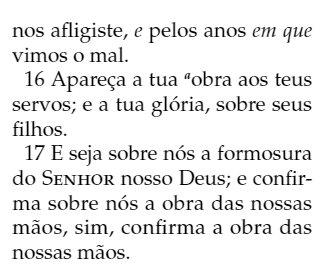 nos afligiste, e pelos anos em que
vimos o mal.
16 Apareça a tua ªobra aos teus
servos; e a tua glória, sobre seus
filhos.
17 E seja sobre nós a formosura
do SENHOR nosso Deus; e confir-
ma sobre nós a obra das nossas
mãos, sim, confirma a obra das
nossas mãos.